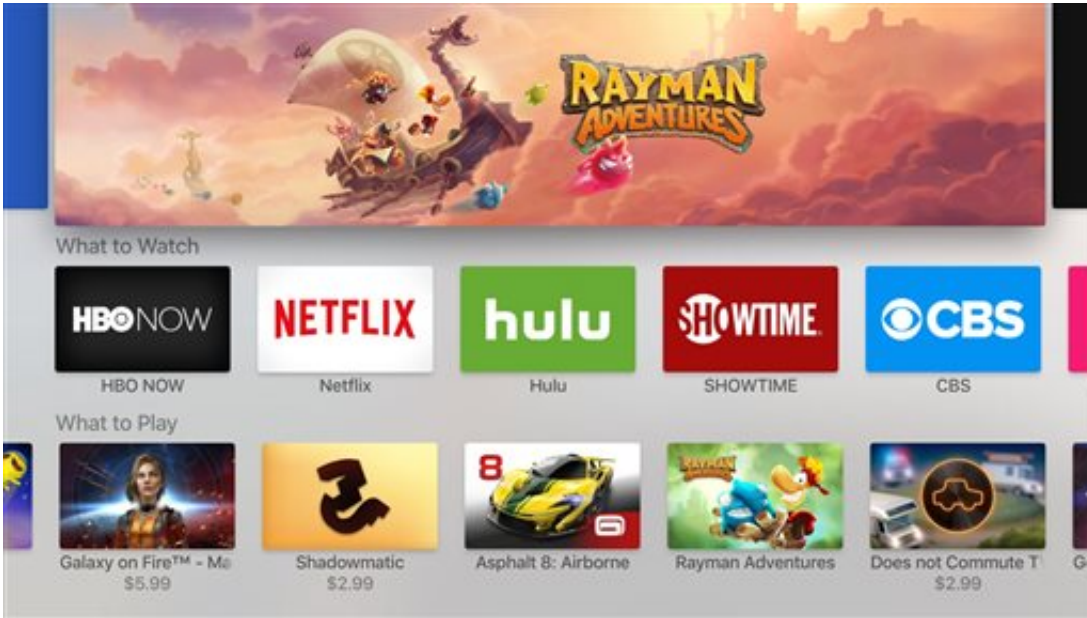 RAYMAN
ADVENTURES
What to Watch
HBO NOW
NETFLIX
hulu
SHOWTIME
CBS
HBO NOW
Netflix
Hulu
SHOWTIME
CBS
What to Play
8
RAYMAN
ADVENTURES
Galaxy on Fire™ - Ma
Shadowmatic
Asphalt 8: Airborne
Rayman Adventures
Does not Commute T
G
$5.99
$2.99
$2.99